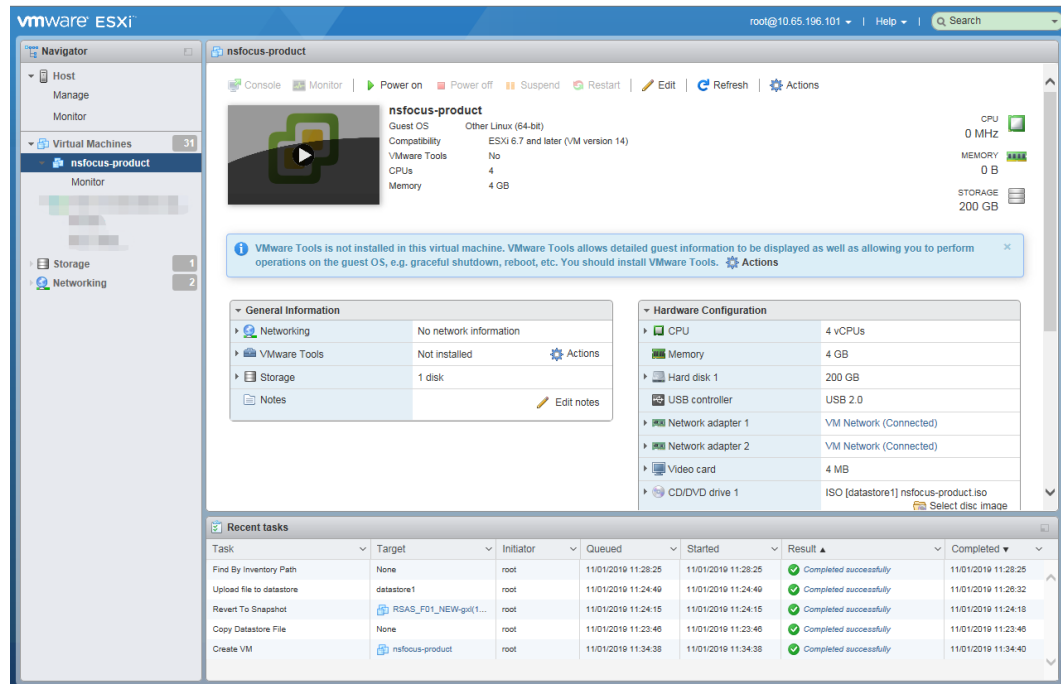 vmware ESXi
root@10.65.196.101 | Help | Search
Navigator
Host
Manage
Monitor
Virtual Machines 31
nsfocus-product
Monitor
Storage 1
Networking 2
nsfocus-product
Console Monitor | Power on Power off Suspend Restart | Edit | Refresh | Actions
nsfocus-product
Guest OS Other Linux (64-bit)
Compatibility ESXi 6.7 and later (VM version 14)
VMware Tools No
CPUs 4
Memory 4 GB
CPU
0 MHz
MEMORY
0 B
STORAGE
200 GB
VMware Tools is not installed in this virtual machine. VMware Tools allows detailed guest information to be displayed as well as allowing you to perform
operations on the guest OS, e.g. graceful shutdown, reboot, etc. You should install VMware Tools. Actions
General Information
Networking No network information
VMware Tools Not installed Actions
Storage 1 disk
Notes Edit notes
Hardware Configuration
CPU 4 vCPUs
Memory 4 GB
Hard disk 1 200 GB
USB controller USB 2.0
Network adapter 1 VM Network (Connected)
Network adapter 2 VM Network (Connected)
Video card 4 MB
CD/DVD drive 1 ISO [datastore1] nsfocus-product.iso
Select disc image
Recent tasks
Task Target Initiator Queued Started Result Completed
Find By Inventory Path None root 11/01/2019 11:28:25 11/01/2019 11:28:25 Completed successfully 11/01/2019 11:28:25
Upload file to datastore datastore1 root 11/01/2019 11:24:49 11/01/2019 11:24:49 Completed successfully 11/01/2019 11:26:32
Revert To Snapshot RSAS_F01_NEW-gxl(1... root 11/01/2019 11:24:15 11/01/2019 11:24:15 Completed successfully 11/01/2019 11:24:18
Copy Datastore File None root 11/01/2019 11:23:46 11/01/2019 11:23:46 Completed successfully 11/01/2019 11:23:46
Create VM nsfocus-product root 11/01/2019 11:34:38 11/01/2019 11:34:38 Completed successfully 11/01/2019 11:34:40